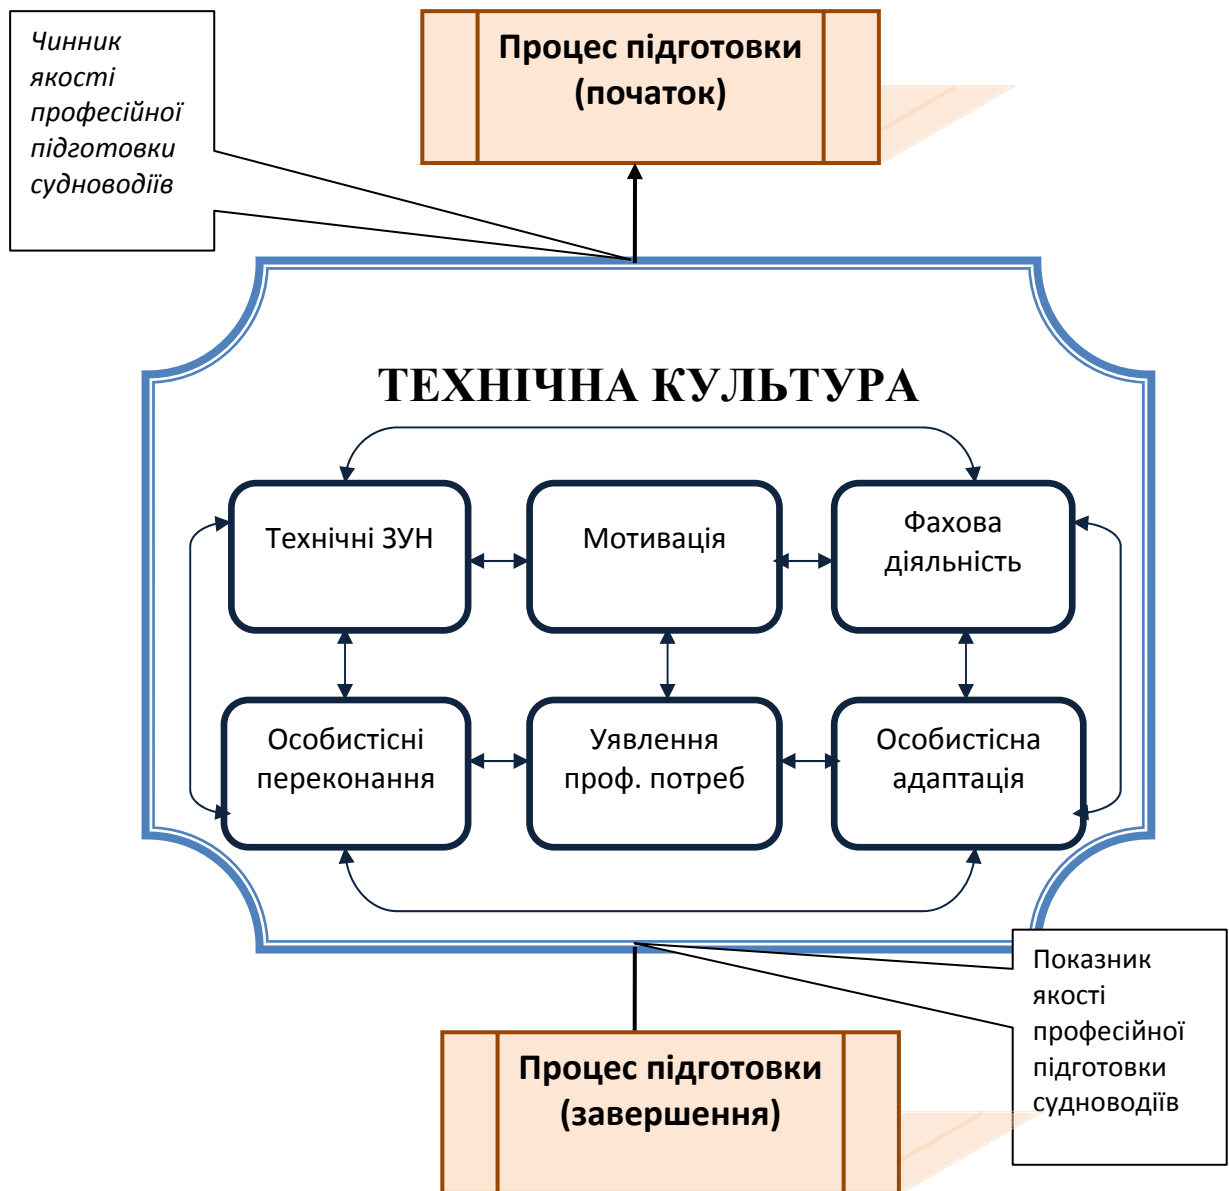 Чинник
якості
професійної
підготовки
судноводіїв
Процес підготовки
(початок)
ТЕХНІЧНА КУЛЬТУРА
Технічні ЗУН
Мотивація
Фахова
діяльність
Особистісні
переконання
Уявлення
проф. потреб
Особистісна
адаптація
Показник
якості
професійної
підготовки
судноводіїв
Процес підготовки
(завершення)